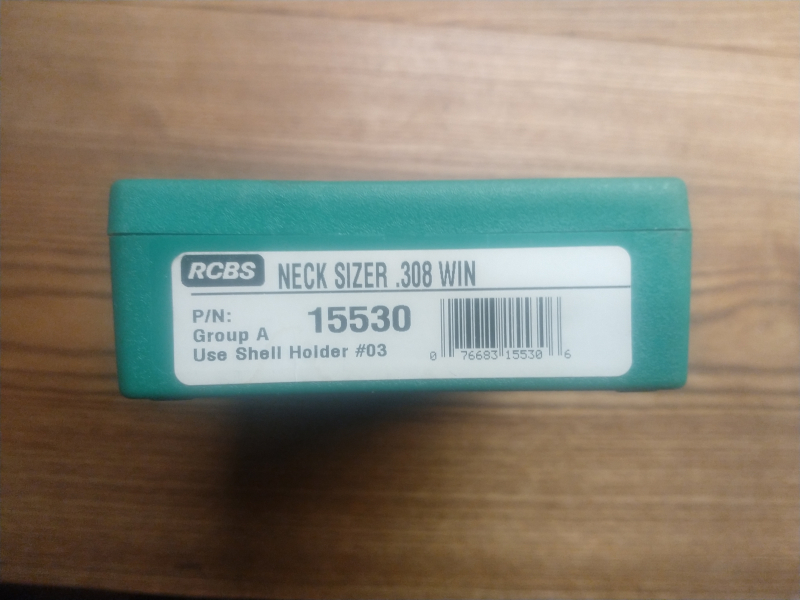 RCBS NECK SIZER .308 WIN
P/N: 15530
Group A
Use Shell Holder #03
0 76683 15530 6